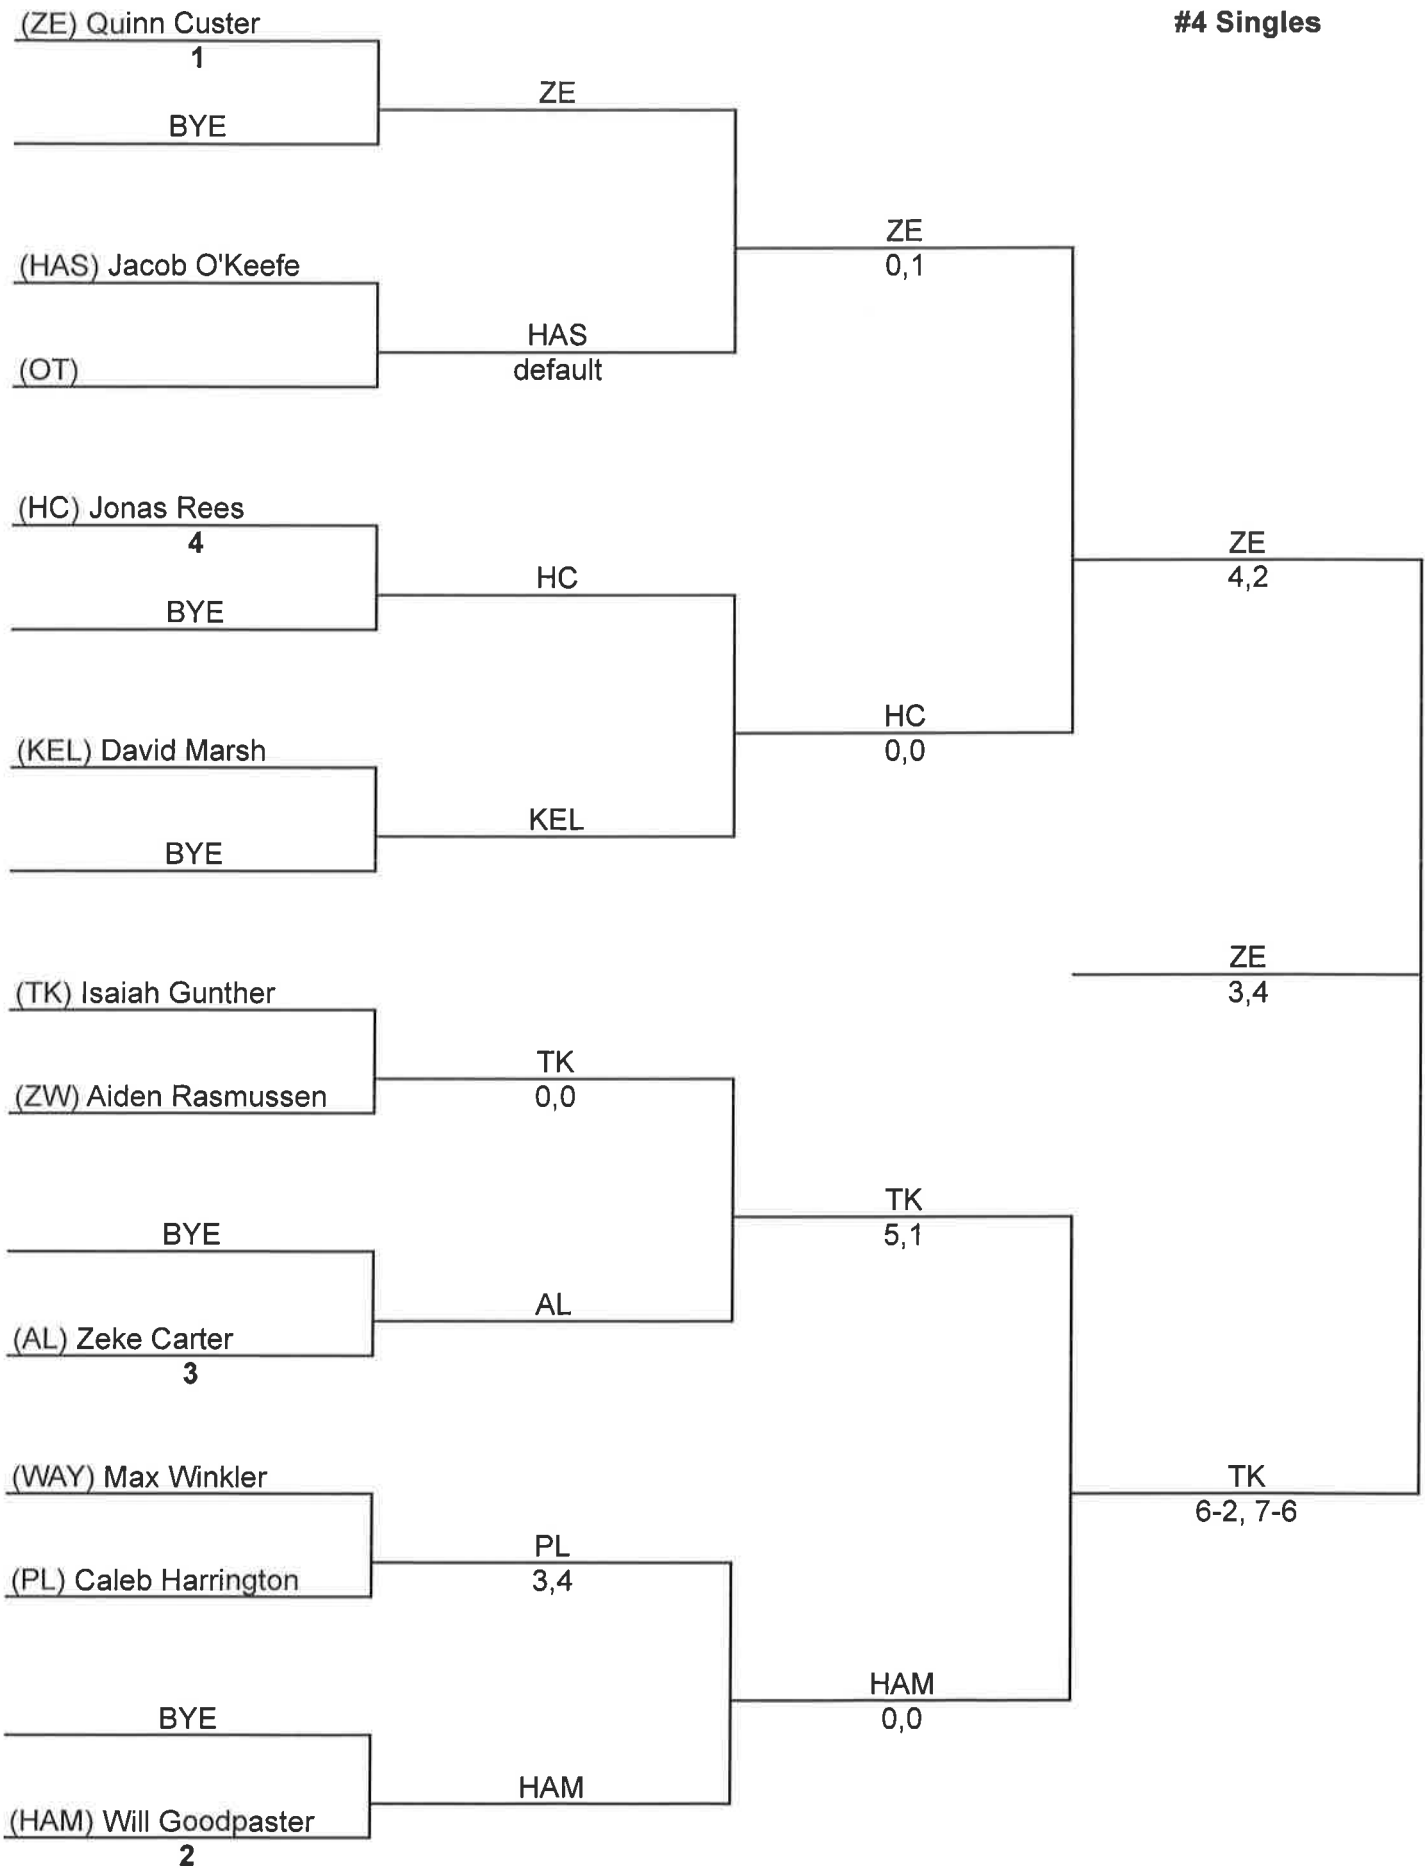 #4 Singles
(ZE) Quinn Custer
1
ZE
BYE
ZE
0,1
(HAS) Jacob O'Keefe
HAS
default
(OT)
(HC) Jonas Rees
4
ZE
4,2
HC
BYE
HC
0,0
(KEL) David Marsh
KEL
BYE
ZE
3,4
(TK) Isaiah Gunther
TK
0,0
(ZW) Aiden Rasmussen
TK
5,1
BYE
AL
(AL) Zeke Carter
3
(WAY) Max Winkler
TK
6-2, 7-6
PL
3,4
(PL) Caleb Harrington
HAM
0,0
BYE
HAM
(HAM) Will Goodpaster
2